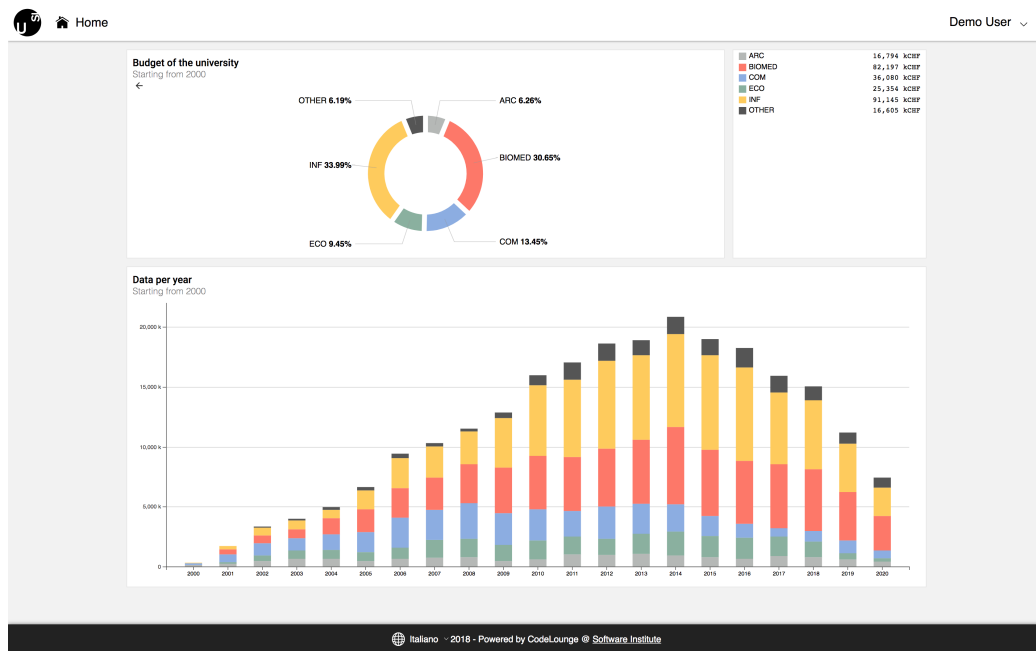 USI
Home
Demo User
Budget of the university
Starting from 2000
OTHER 6.19%
ARC 6.26%
INF 33.99%
BIOMED 30.65%
ECO 9.45%
COM 13.45%
ARC 16,794 kCHF
BIOMED 82,197 kCHF
COM 36,080 kCHF
ECO 25,354 kCHF
INF 91,145 kCHF
OTHER 16,605 kCHF
Data per year
Starting from 2000
20,000 k
15,000 k
10,000 k
5,000 k
0
2000 2001 2002 2003 2004 2005 2006 2007 2008 2009 2010 2011 2012 2013 2014 2015 2016 2017 2018 2019 2020
Italiano - 2018 - Powered by CodeLounge @ Software Institute